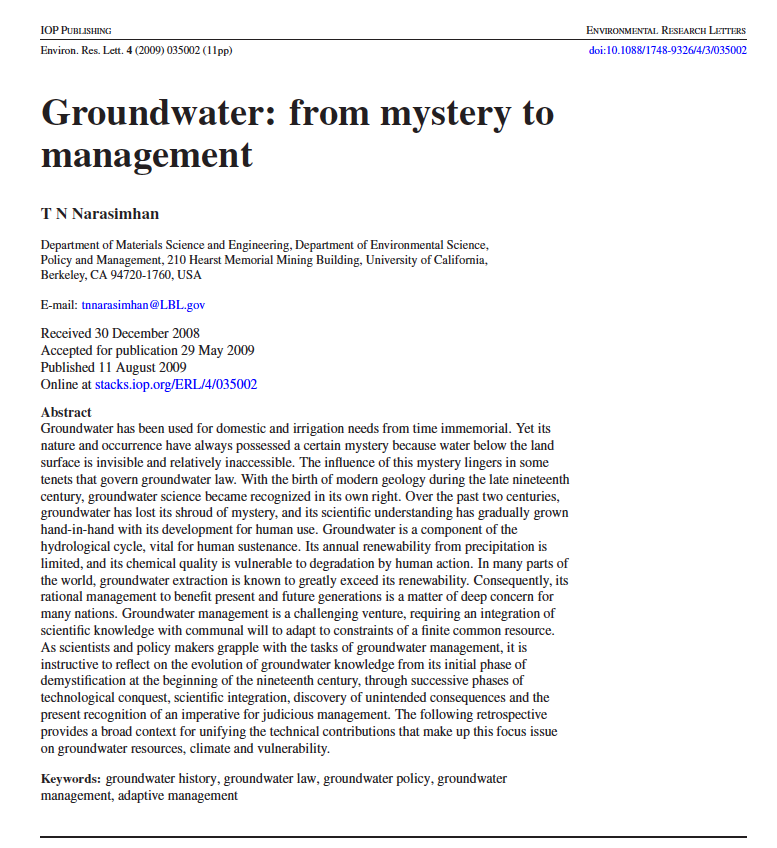 IOP PUBLISHING
ENVIRONMENTAL RESEARCH LETTERS
Environ. Res. Lett. 4 (2009) 035002 (11pp)
doi:10.1088/1748-9326/4/3/035002
Groundwater: from mystery to
management
T N Narasimhan
Department of Materials Science and Engineering, Department of Environmental Science,
Policy and Management, 210 Hearst Memorial Mining Building, University of California,
Berkeley, CA 94720-1760, USA
E-mail: tnnarasimhan@LBL.gov
Received 30 December 2008
Accepted for publication 29 May 2009
Published 11 August 2009
Online at stacks.iop.org/ERL/4/035002
Abstract
Groundwater has been used for domestic and irrigation needs from time immemorial. Yet its
nature and occurrence have always possessed a certain mystery because water below the land
surface is invisible and relatively inaccessible. The influence of this mystery lingers in some
tenets that govern groundwater law. With the birth of modern geology during the late nineteenth
century, groundwater science became recognized in its own right. Over the past two centuries,
groundwater has lost its shroud of mystery, and its scientific understanding has gradually grown
hand-in-hand with its development for human use. Groundwater is a component of the
hydrological cycle, vital for human sustenance. Its annual renewability from precipitation is
limited, and its chemical quality is vulnerable to degradation by human action. In many parts of
the world, groundwater extraction is known to greatly exceed its renewability. Consequently, its
rational management to benefit present and future generations is a matter of deep concern for
many nations. Groundwater management is a challenging venture, requiring an integration of
scientific knowledge with communal will to adapt to constraints of a finite common resource.
As scientists and policy makers grapple with the tasks of groundwater management, it is
instructive to reflect on the evolution of groundwater knowledge from its initial phase of
demystification at the beginning of the nineteenth century, through successive phases of
technological conquest, scientific integration, discovery of unintended consequences and the
present recognition of an imperative for judicious management. The following retrospective
provides a broad context for unifying the technical contributions that make up this focus issue
on groundwater resources, climate and vulnerability.
Keywords: groundwater history, groundwater law, groundwater policy, groundwater
management, adaptive management